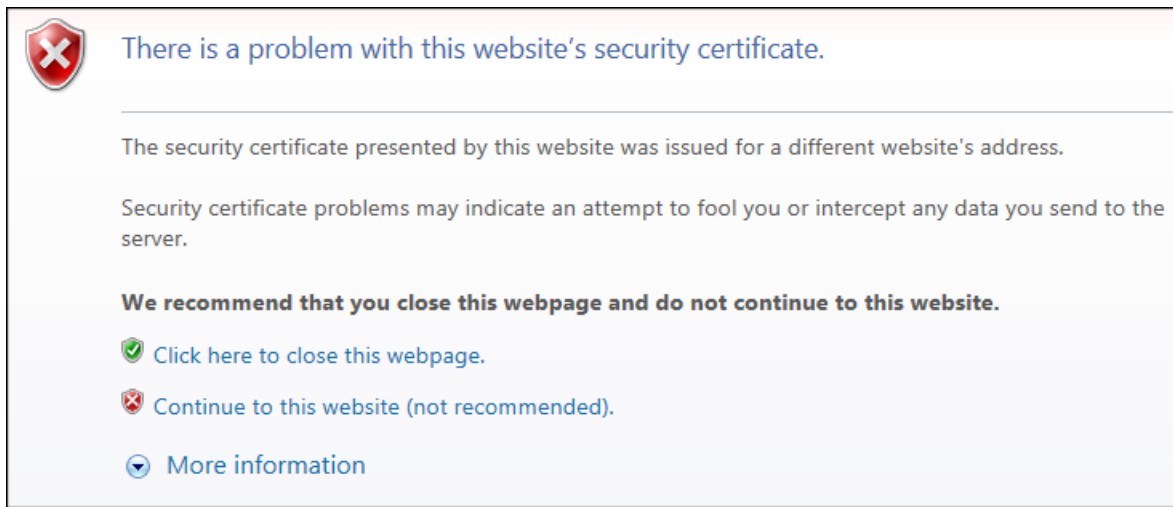 There is a problem with this website’s security certificate.
The security certificate presented by this website was issued for a different website's address.
Security certificate problems may indicate an attempt to fool you or intercept any data you send to the
server.
We recommend that you close this webpage and do not continue to this website.
Click here to close this webpage.
Continue to this website (not recommended).
More information